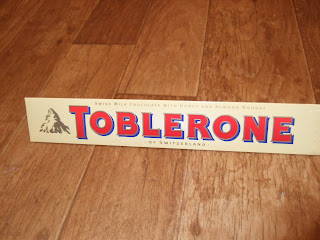 SWISS MILK CHOCOLATE WITH HONEY AND ALMOND NOUGAT
TOBLERONE
· OF SWITZERLAND ·